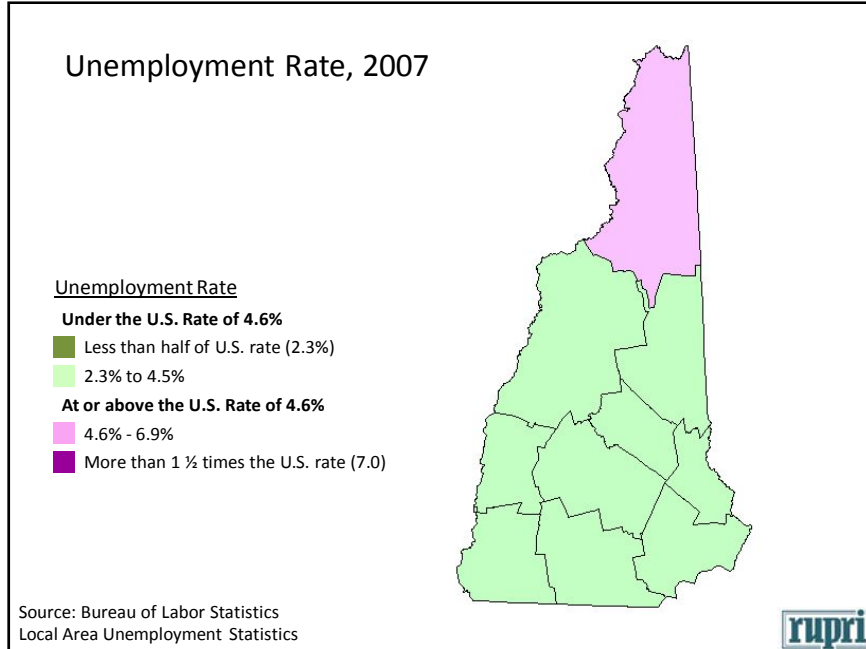 Unemployment Rate, 2007
Unemployment Rate
Under the U.S. Rate of 4.6%
Less than half of U.S. rate (2.3%)
2.3% to 4.5%
At or above the U.S. Rate of 4.6%
4.6% - 6.9%
More than 1 ½ times the U.S. rate (7.0)
Source: Bureau of Labor Statistics
Local Area Unemployment Statistics
rupri